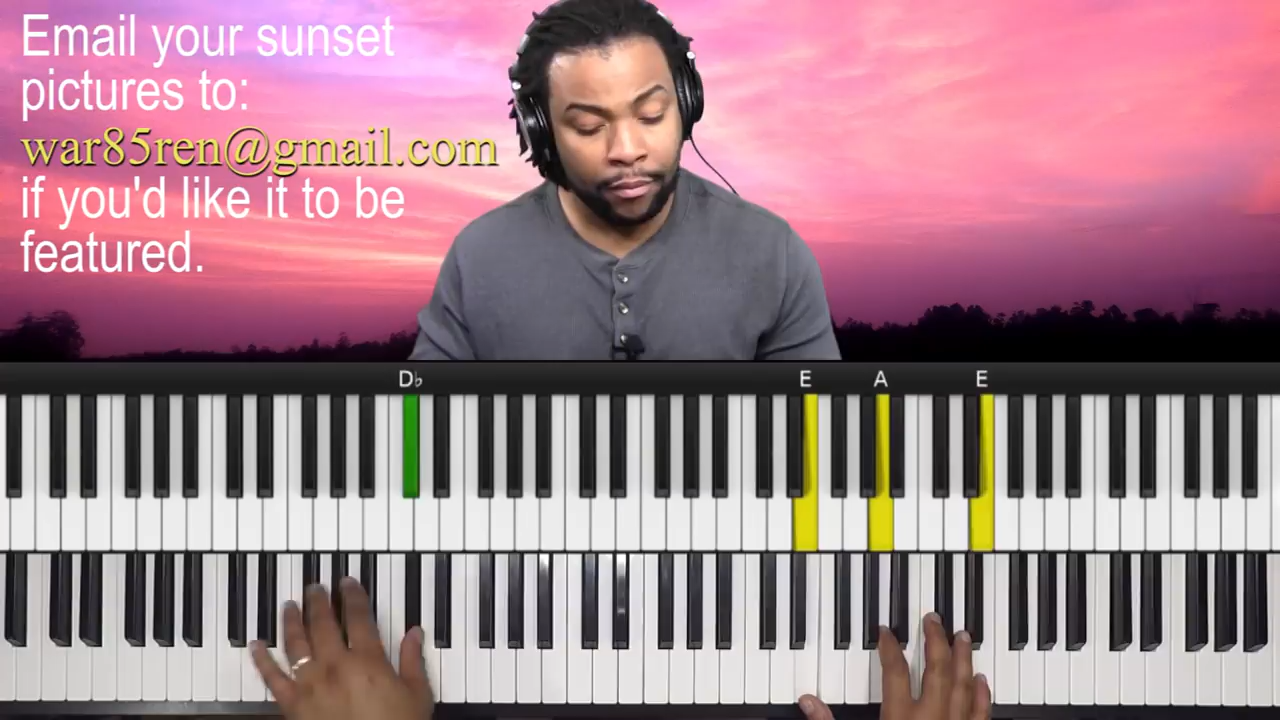 Email your sunset
pictures to:
war85ren@gmail.com
if you'd like it to be
featured.
D♭ E A E